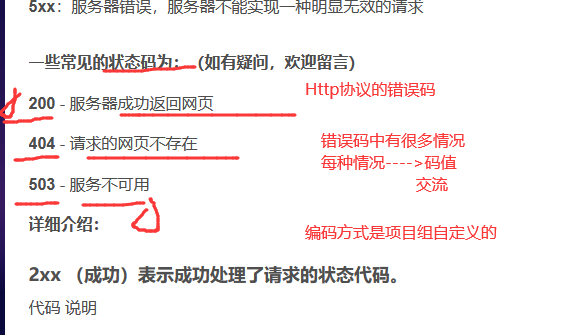 5xx：服务器错误，服务器不能实现一种明显无效的请求
一些常见的状态码为：（如有疑问，欢迎留言）
200 - 服务器成功返回网页
Http协议的错误码
404 - 请求的网页不存在
错误码中有很多情况
每种情况---->码值
交流
503 - 服务不可用
详细介绍：
编码方式是项目组自定义的
2xx （成功）表示成功处理了请求的状态代码。
代码 说明